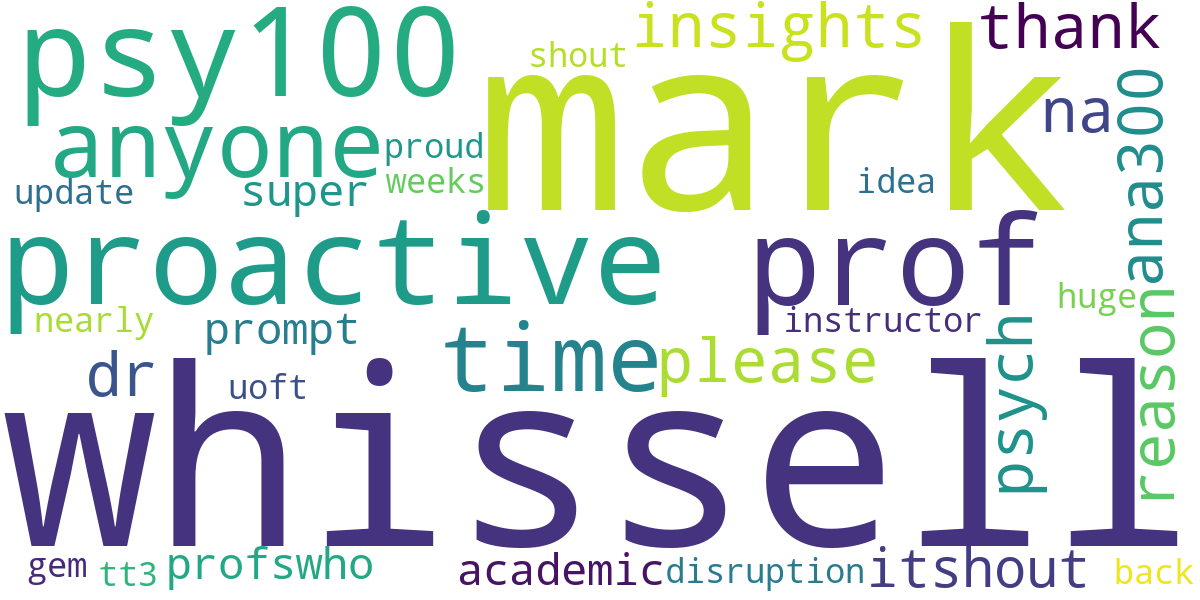 psy100
shout
insights
thank
mark
anyone
proud
na
ana300
update
super
weeks
idea
proactive
prof
nearly
prompt
instructor
huge
time
please
psych
reason
dr
uoft
whissell
gem
tt3
profswho
academic
disruption
itshout
back